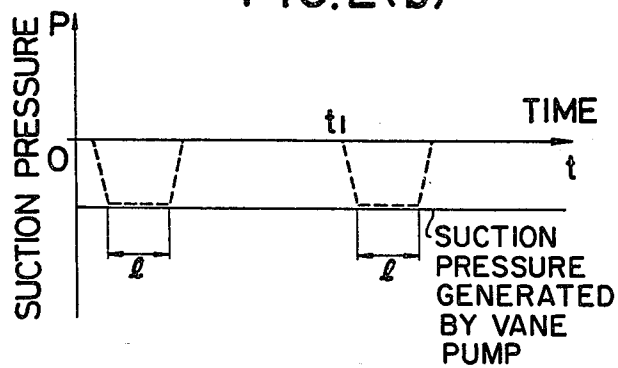 FIG.2(b)
P
SUCTION PRESSURE
O
t1
TIME
t
ℓ
ℓ
SUCTION
PRESSURE
GENERATED
BY VANE
PUMP